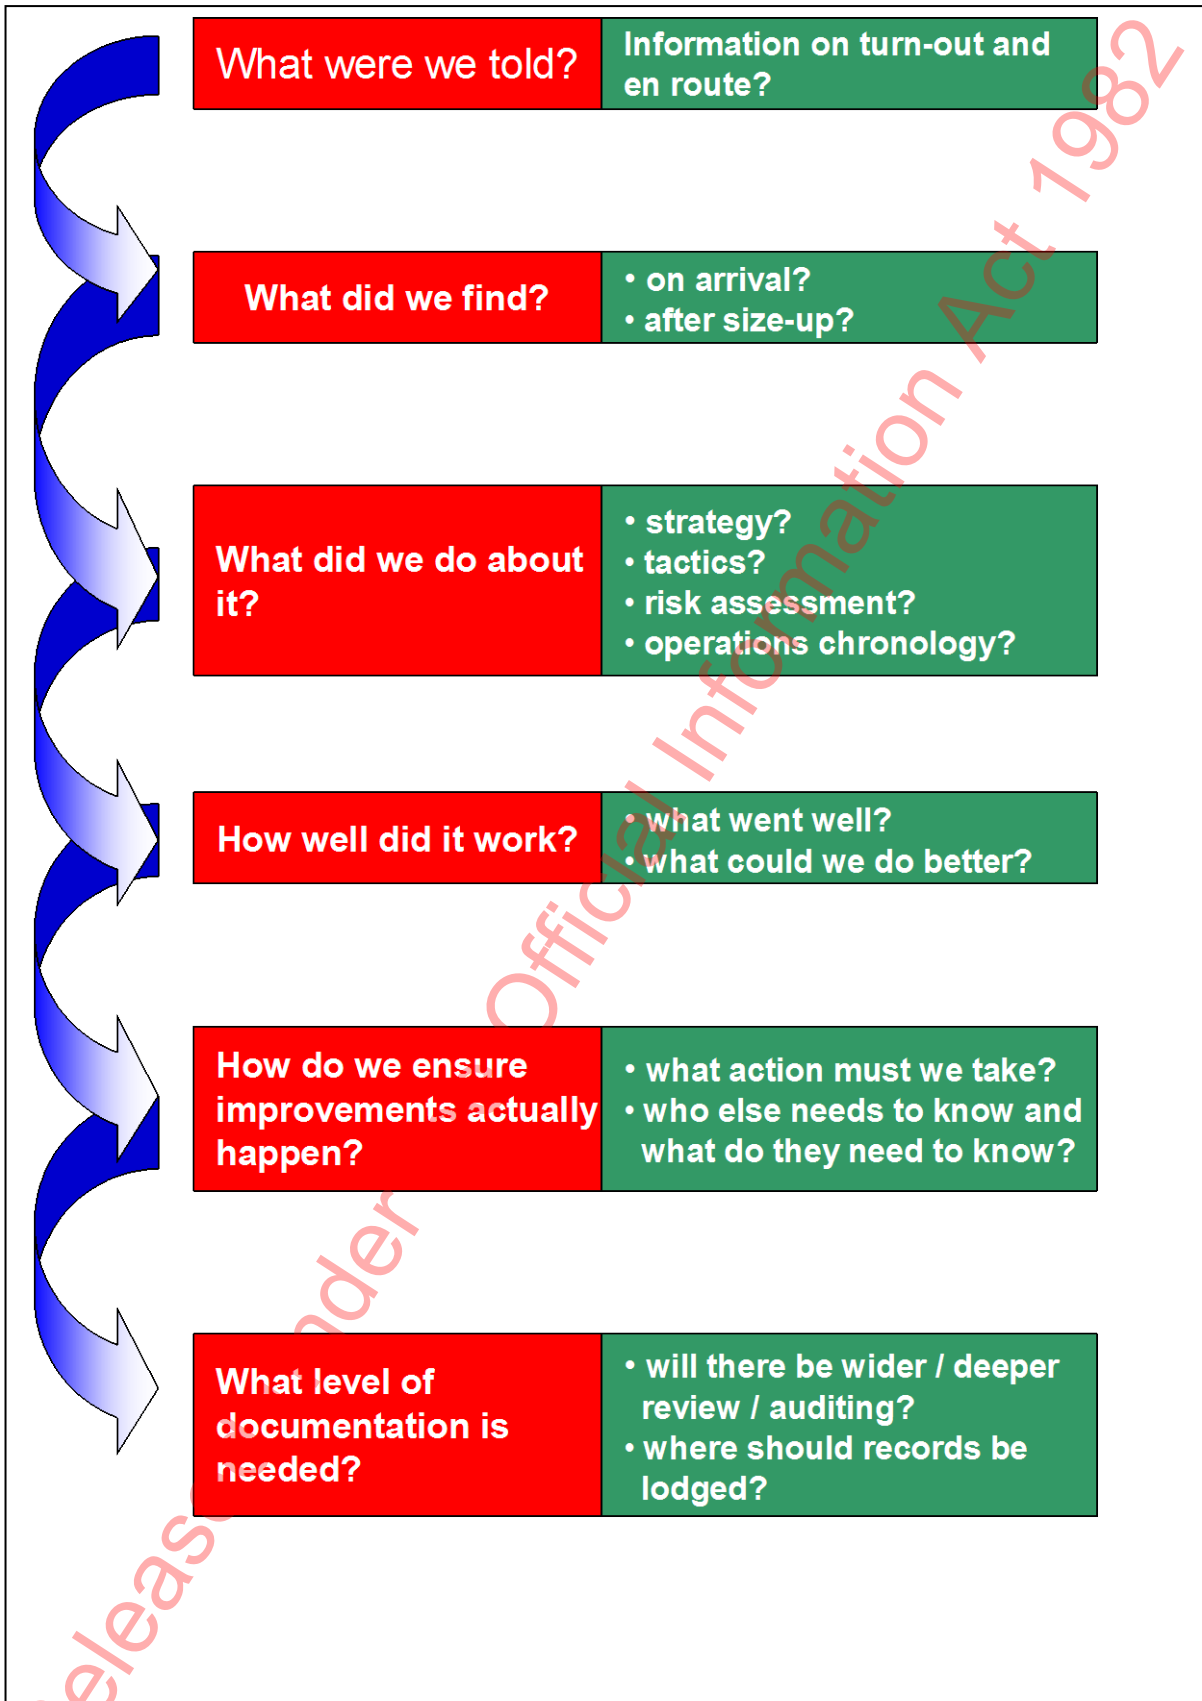 What were we told?
Information on turn-out and
en route?
What did we find?
• on arrival?
• after size-up?
What did we do about
it?
• strategy?
• tactics?
• risk assessment?
• operations chronology?
How well did it work?
• what went well?
• what could we do better?
How do we ensure
improvements actually
happen?
• what action must we take?
• who else needs to know and
what do they need to know?
What level of
documentation is
needed?
• will there be wider / deeper
review / auditing?
• where should records be
lodged?
Official Information Act 1982